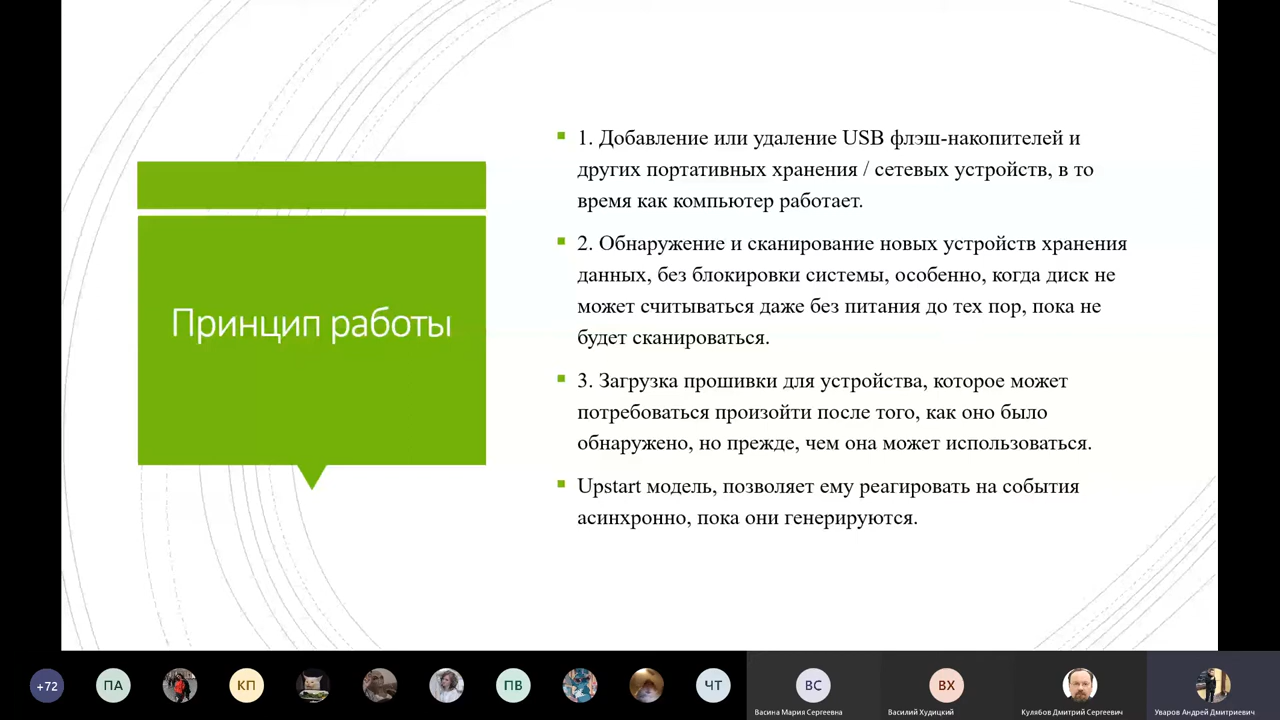 Принцип работы
1. Добавление или удаление USB флэш-накопителей и
других портативных хранения / сетевых устройств, в то
время как компьютер работает.
2. Обнаружение и сканирование новых устройств хранения
данных, без блокировки системы, особенно, когда диск не
может считываться даже без питания до тех пор, пока не
будет сканироваться.
3. Загрузка прошивки для устройства, которое может
потребоваться произойти после того, как оно было
обнаружено, но прежде, чем она может использоваться.
Upstart модель, позволяет ему реагировать на события
асинхронно, пока они генерируются.
+72
ПА
КП
ПВ
ЧТ
ВС
ВХ
Васина Мария Сергеевна
Василий Худицкий
Кулябов Дмитрий Сергеевич
Уваров Андрей Дмитриевич